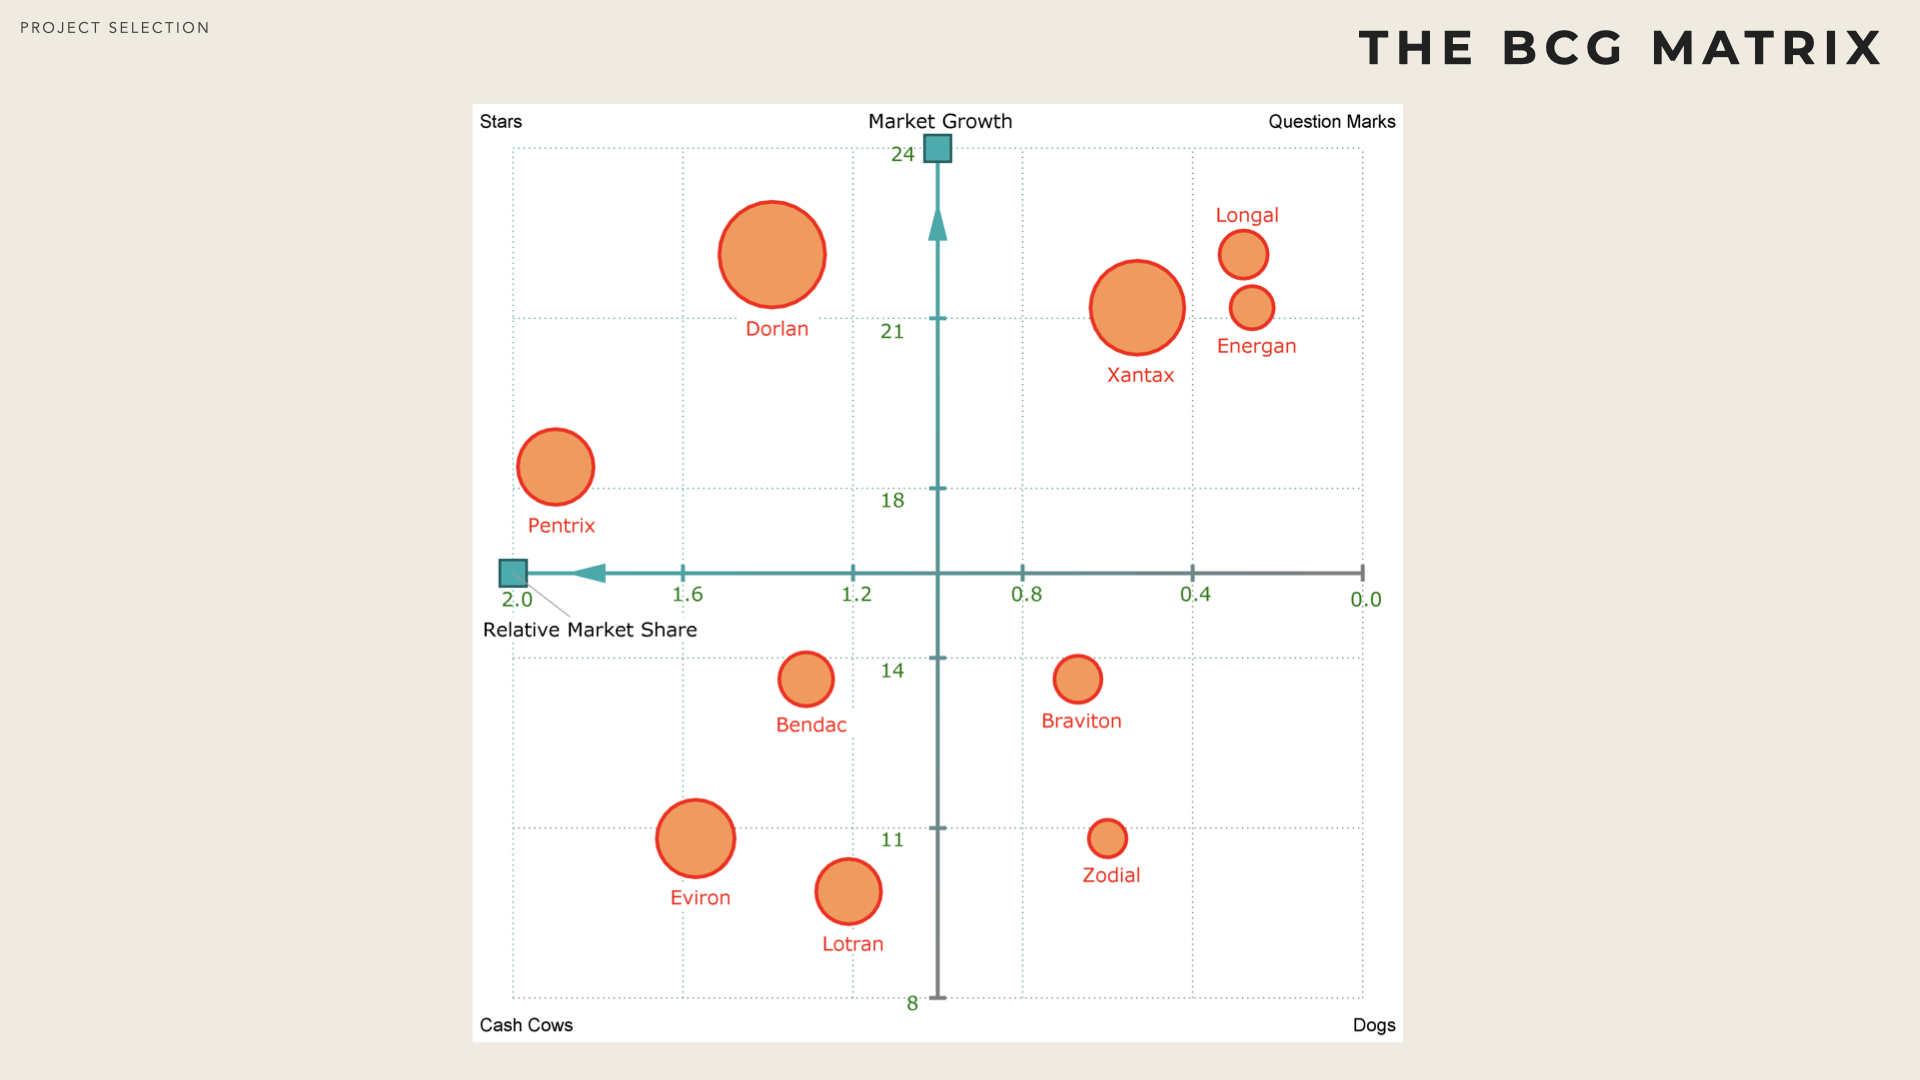 PROJECT SELECTION
THE BCG MATRIX
Stars
Market Growth
Question Marks
24
Longal
21
Dorlan
Energan
Xantax
18
Pentrix
2.0
1.6
1.2
0.8
0.4
0.0
Relative Market Share
14
Bendac
Braviton
11
Zodial
Eviron
Lotran
8
Cash Cows
Dogs